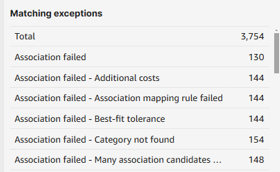 Matching exceptions
Total 3,754
Association failed 130
Association failed - Additional costs 144
Association failed - Association mapping rule failed 144
Association failed - Best-fit tolerance 144
Association failed - Category not found 154
Association failed - Many association candidates ... 148